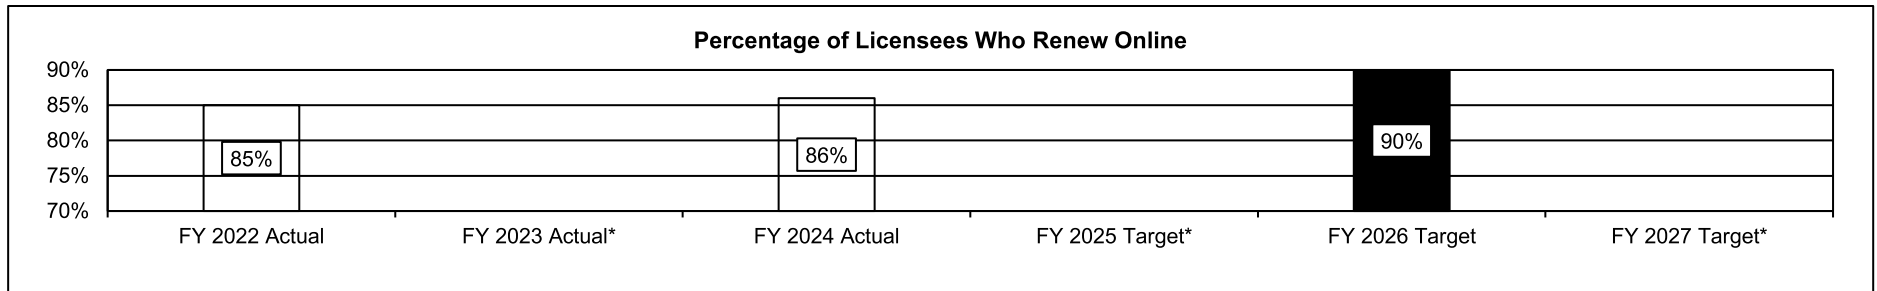 Percentage of Licensees Who Renew Online
90%
85%
80%
75%
70%
85%
86%
90%
FY 2022 Actual
FY 2023 Actual*
FY 2024 Actual
FY 2025 Target*
FY 2026 Target
FY 2027 Target*